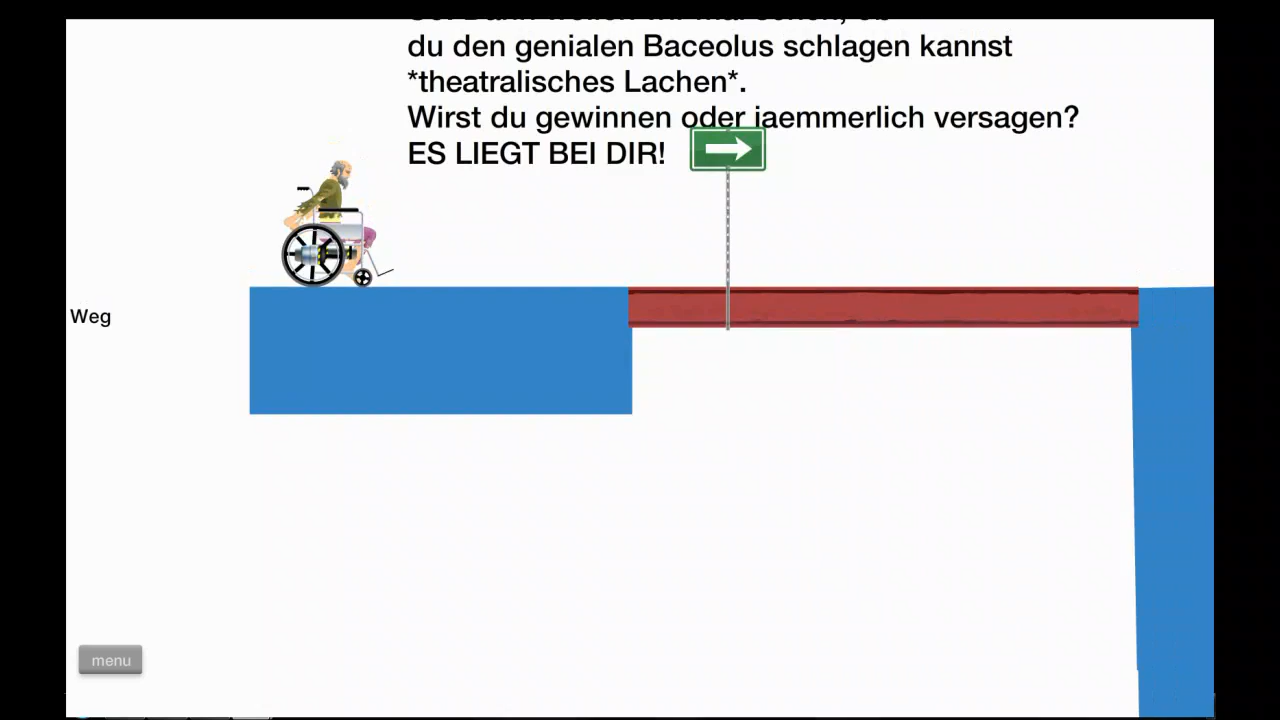 du den genialen Baceolus schlagen kannst
*theatralisches Lachen*.
Wirst du gewinnen oder jaemmerlich versagen?
ES LIEGT BEI DIR!
Weg
menu